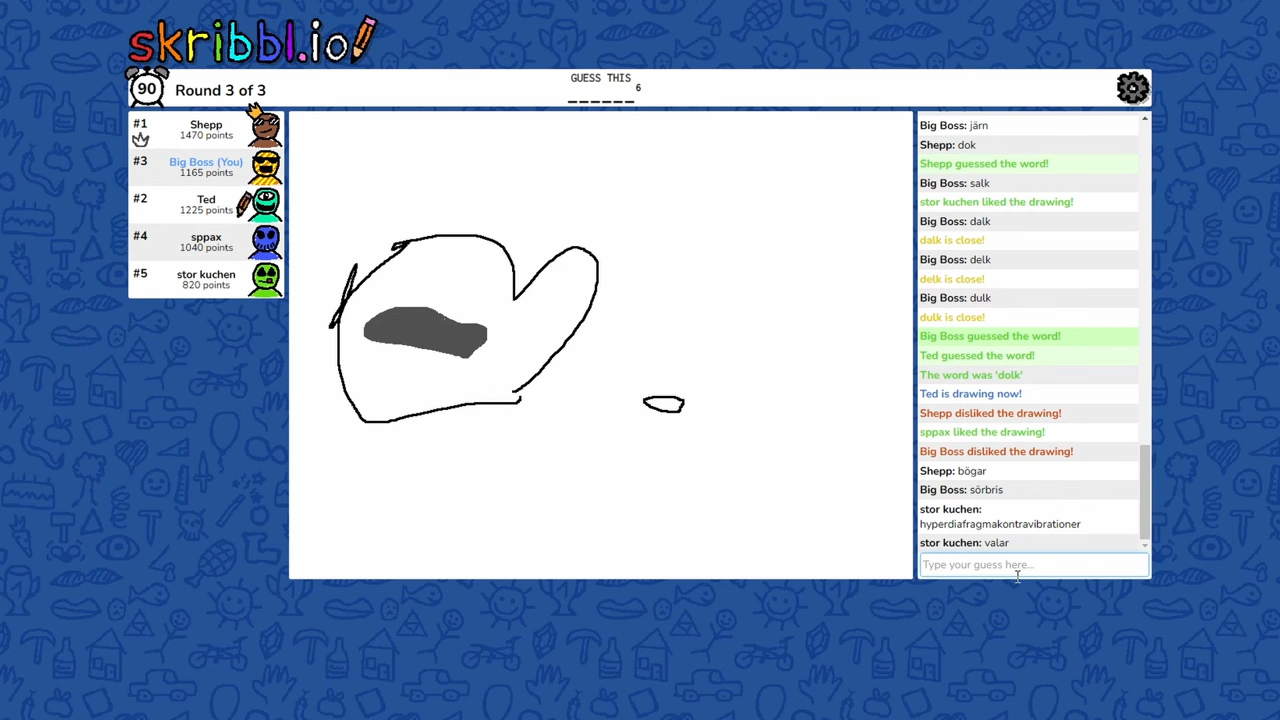 skribbl.io
90
Round 3 of 3
GUESS THIS
______ 6
#1 Shepp
1470 points
#3 Big Boss (You)
1165 points
#2 Ted
1225 points
#4 sppax
1040 points
#5 stor kuchen
820 points
Big Boss: järn
Shepp: dok
Shepp guessed the word!
Big Boss: salk
stor kuchen liked the drawing!
Big Boss: dalk
dalk is close!
Big Boss: delk
delk is close!
Big Boss: dulk
dulk is close!
Big Boss guessed the word!
Ted guessed the word!
The word was 'dolk'
Ted is drawing now!
Shepp disliked the drawing!
sppax liked the drawing!
Big Boss disliked the drawing!
Shepp: bögar
Big Boss: sörbris
stor kuchen:
hyperdiafragmakontravibrationer
stor kuchen: valar
Type your guess here...